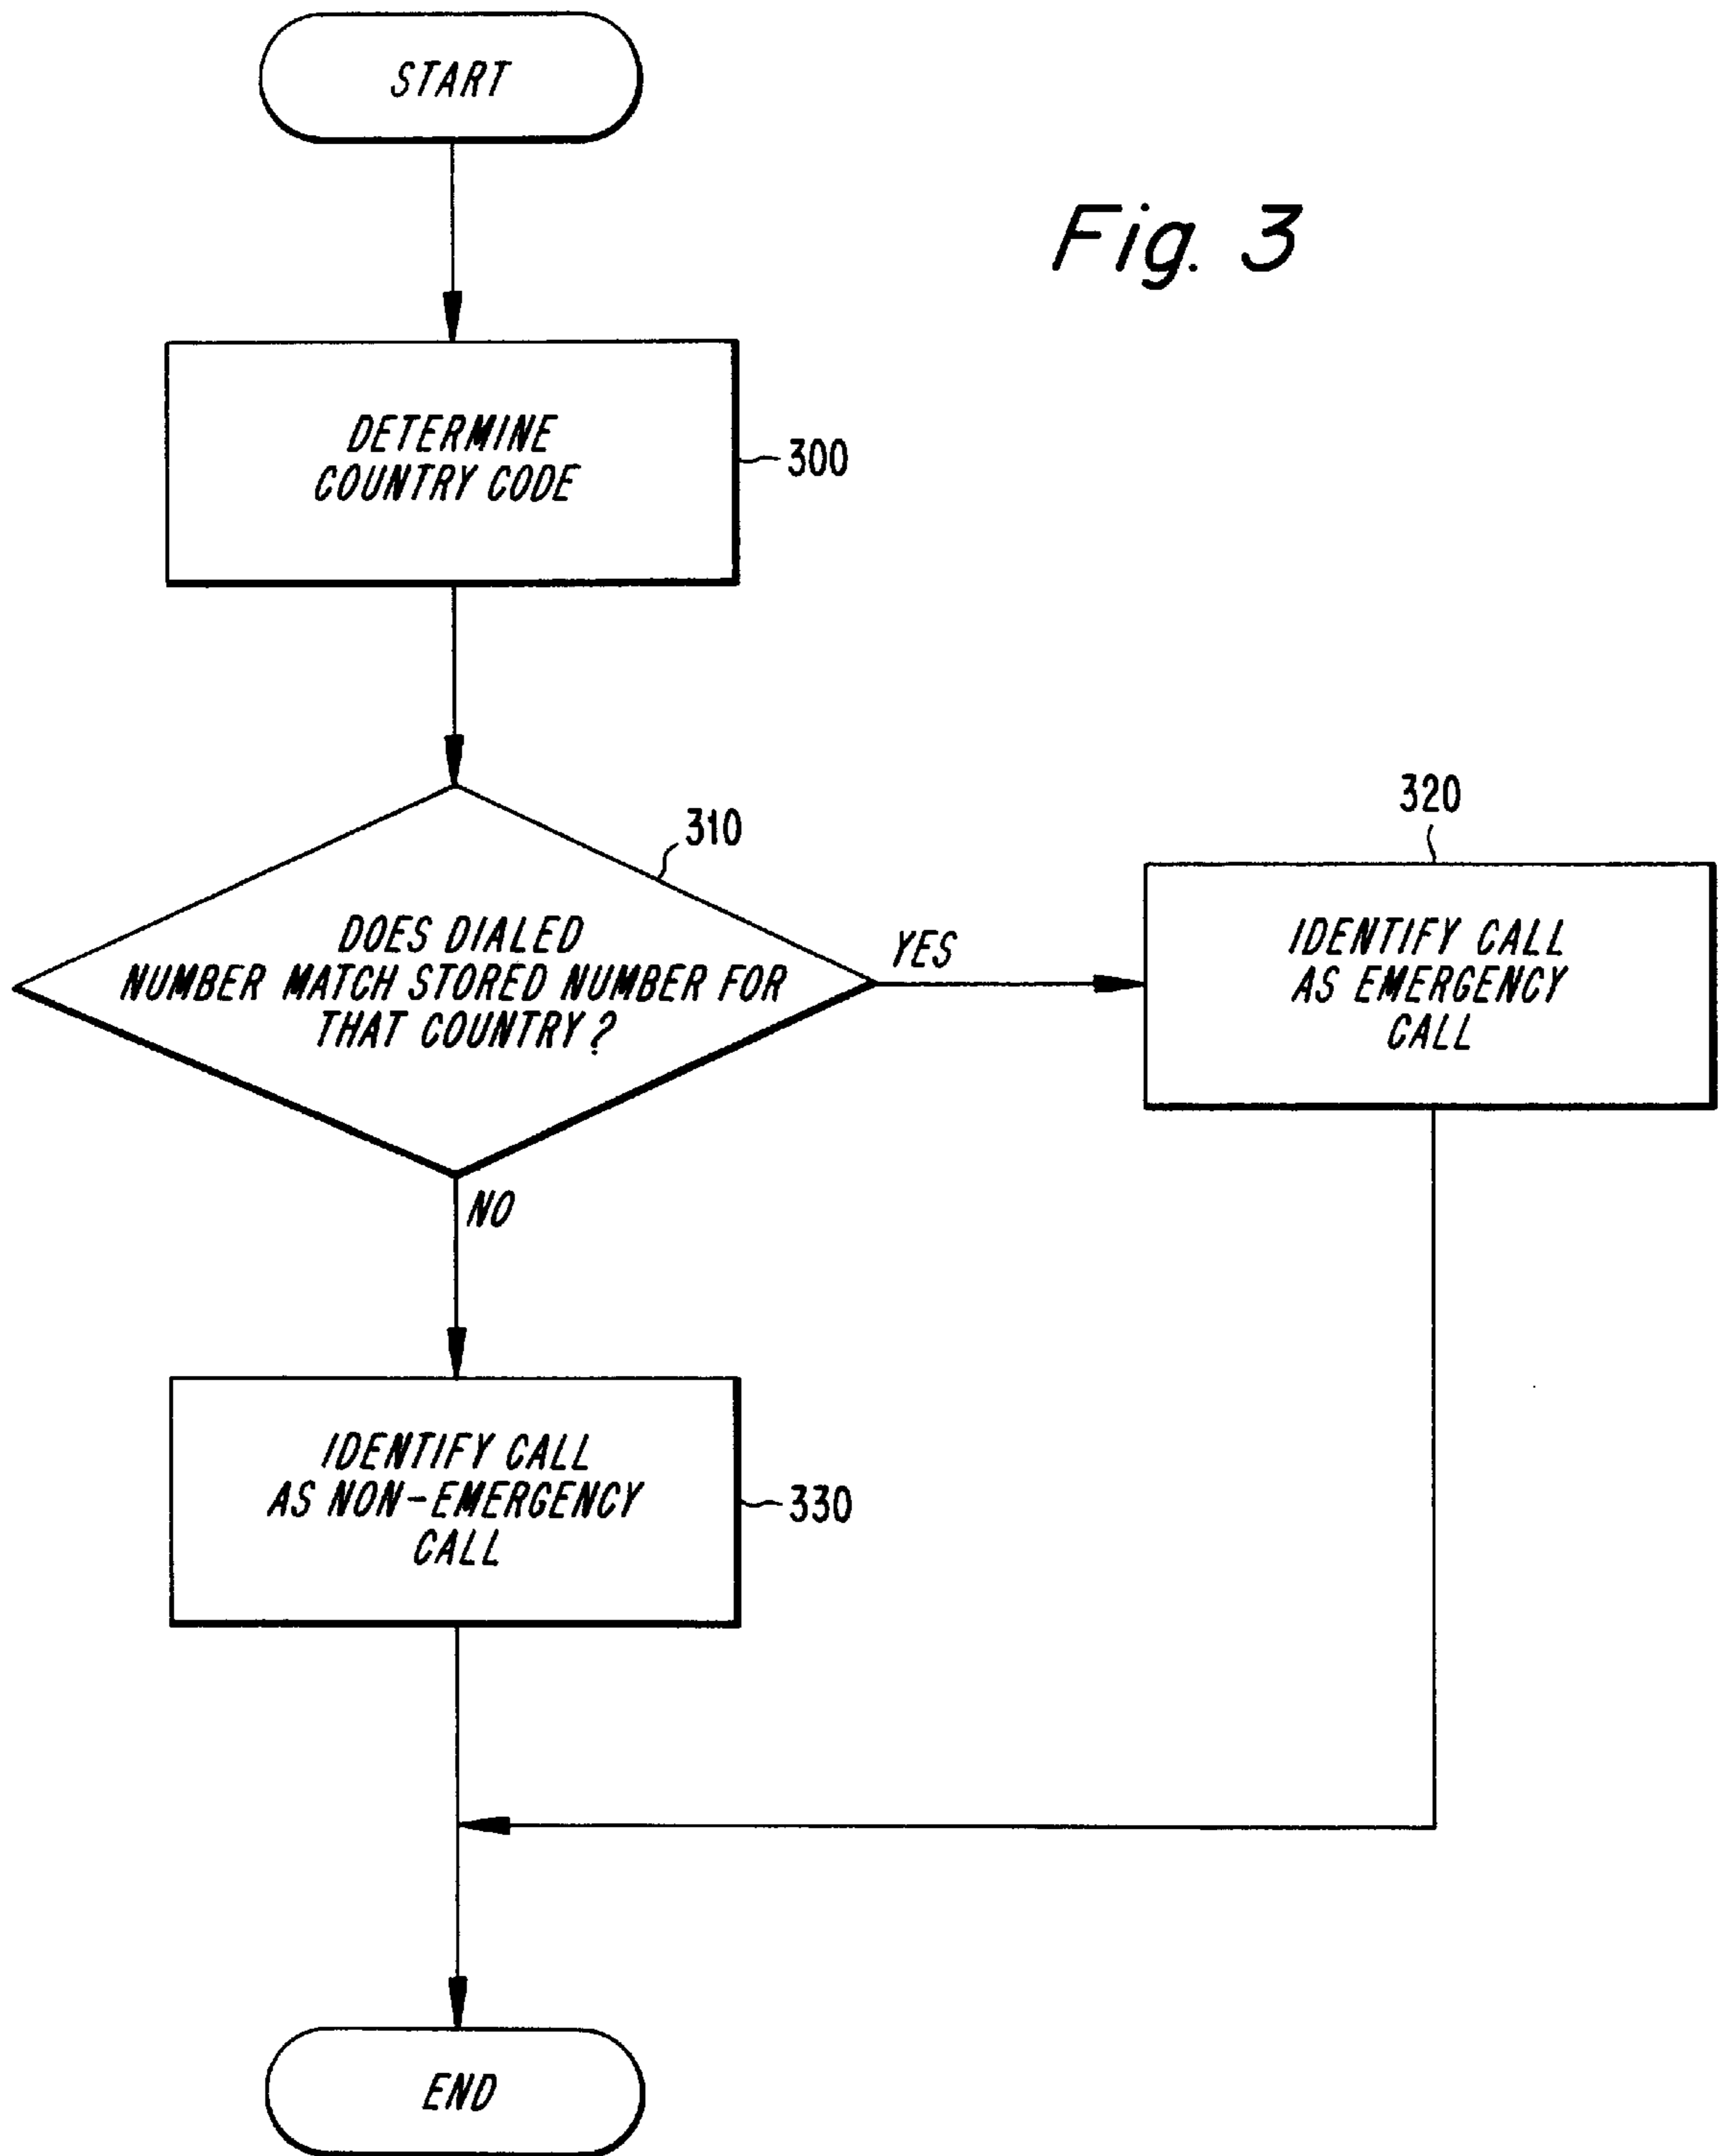 START
Fig. 3
DETERMINE
COUNTRY CODE
300
310
DOES DIALED
NUMBER MATCH STORED NUMBER FOR
THAT COUNTRY?
YES
320
IDENTIFY CALL
AS EMERGENCY
CALL
NO
IDENTIFY CALL
AS NON-EMERGENCY
CALL
330
END